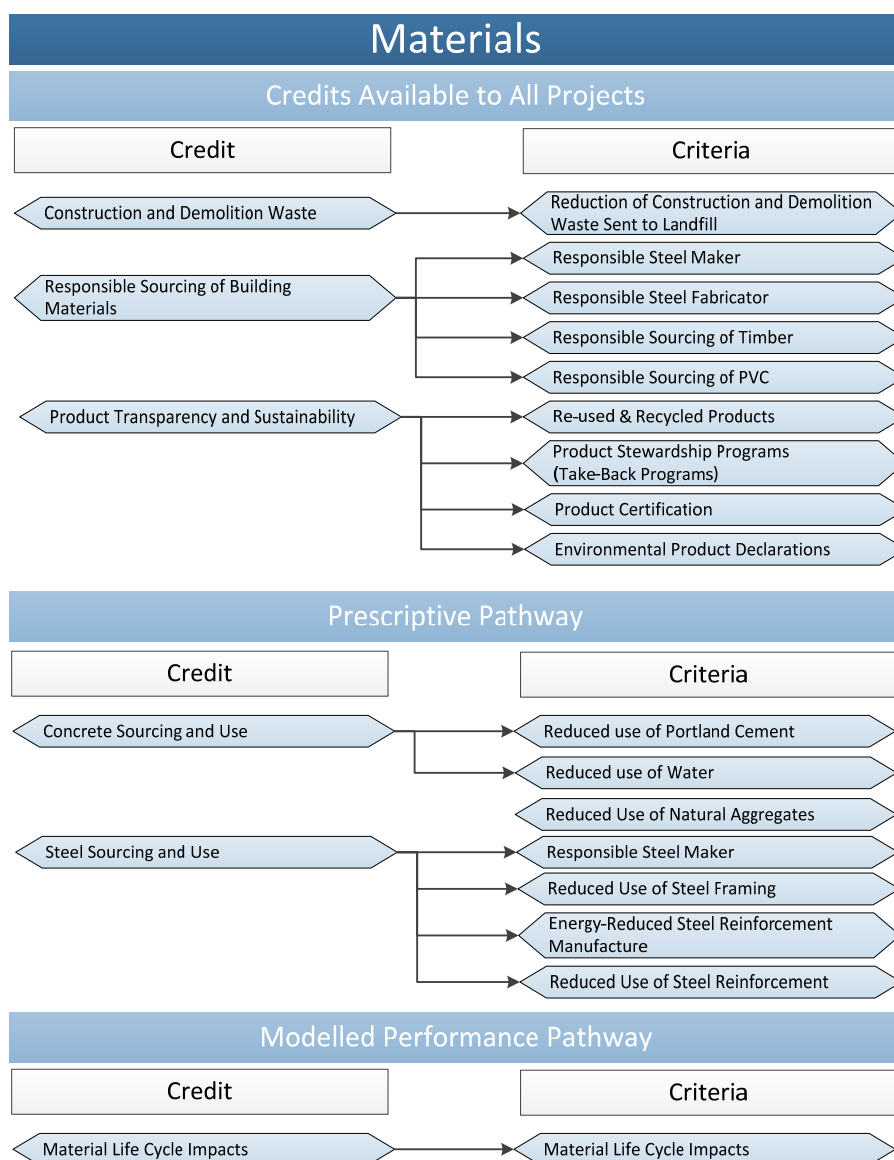 Materials
Credits Available to All Projects
Credit
Criteria
Construction and Demolition Waste
Reduction of Construction and Demolition
Waste Sent to Landfill
Responsible Sourcing of Building
Materials
Responsible Steel Maker
Responsible Steel Fabricator
Responsible Sourcing of Timber
Responsible Sourcing of PVC
Product Transparency and Sustainability
Re-used & Recycled Products
Product Stewardship Programs
(Take-Back Programs)
Product Certification
Environmental Product Declarations
Prescriptive Pathway
Credit
Criteria
Concrete Sourcing and Use
Reduced use of Portland Cement
Reduced use of Water
Reduced Use of Natural Aggregates
Steel Sourcing and Use
Responsible Steel Maker
Reduced Use of Steel Framing
Energy-Reduced Steel Reinforcement
Manufacture
Reduced Use of Steel Reinforcement
Modelled Performance Pathway
Credit
Criteria
Material Life Cycle Impacts
Material Life Cycle Impacts